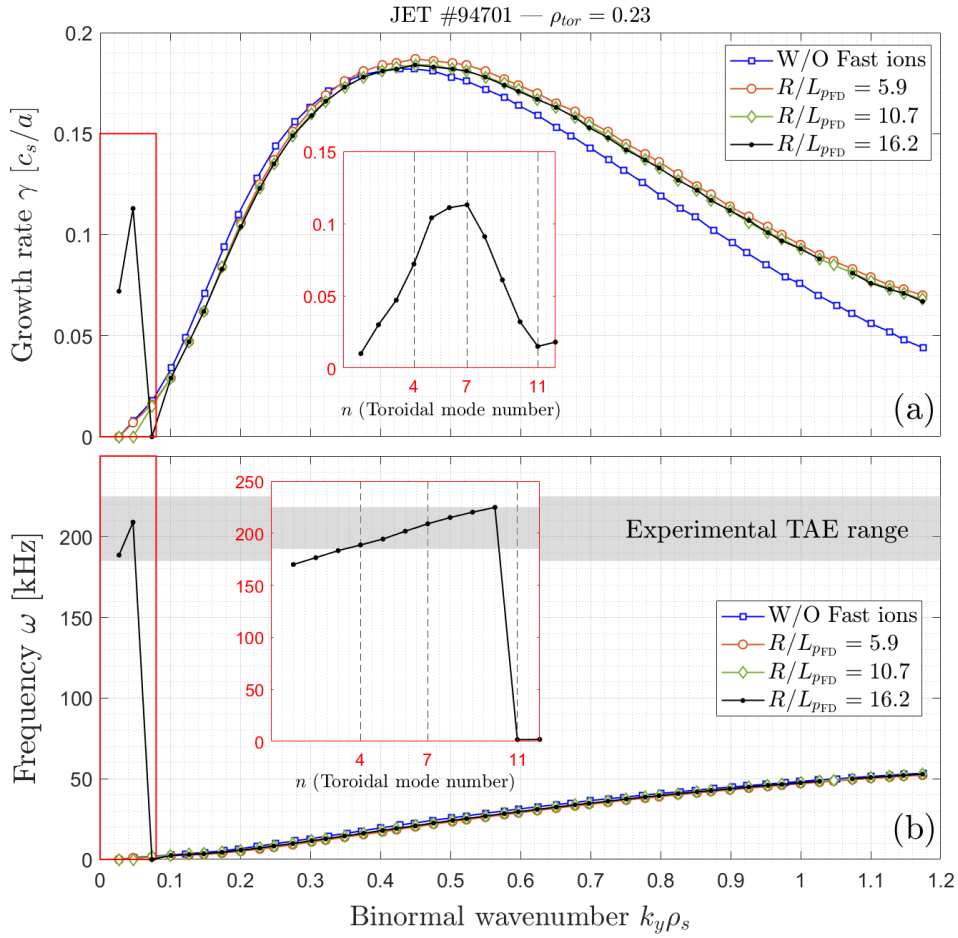 JET #94701 — ρ_tor = 0.23
0.2
0.15
0.1
0.05
0
Growth rate γ [c_s/a]
W/O Fast ions
R/L_pFD = 5.9
R/L_pFD = 10.7
R/L_pFD = 16.2
0.15
0.1
0.05
0
4 7 11
n (Toroidal mode number)
(a)
200
150
100
50
0
Frequency ω [kHz]
250
200
150
100
50
0
4 7 11
n (Toroidal mode number)
Experimental TAE range
W/O Fast ions
R/L_pFD = 5.9
R/L_pFD = 10.7
R/L_pFD = 16.2
(b)
0 0.1 0.2 0.3 0.4 0.5 0.6 0.7 0.8 0.9 1 1.1 1.2
Binormal wavenumber k_yρ_s